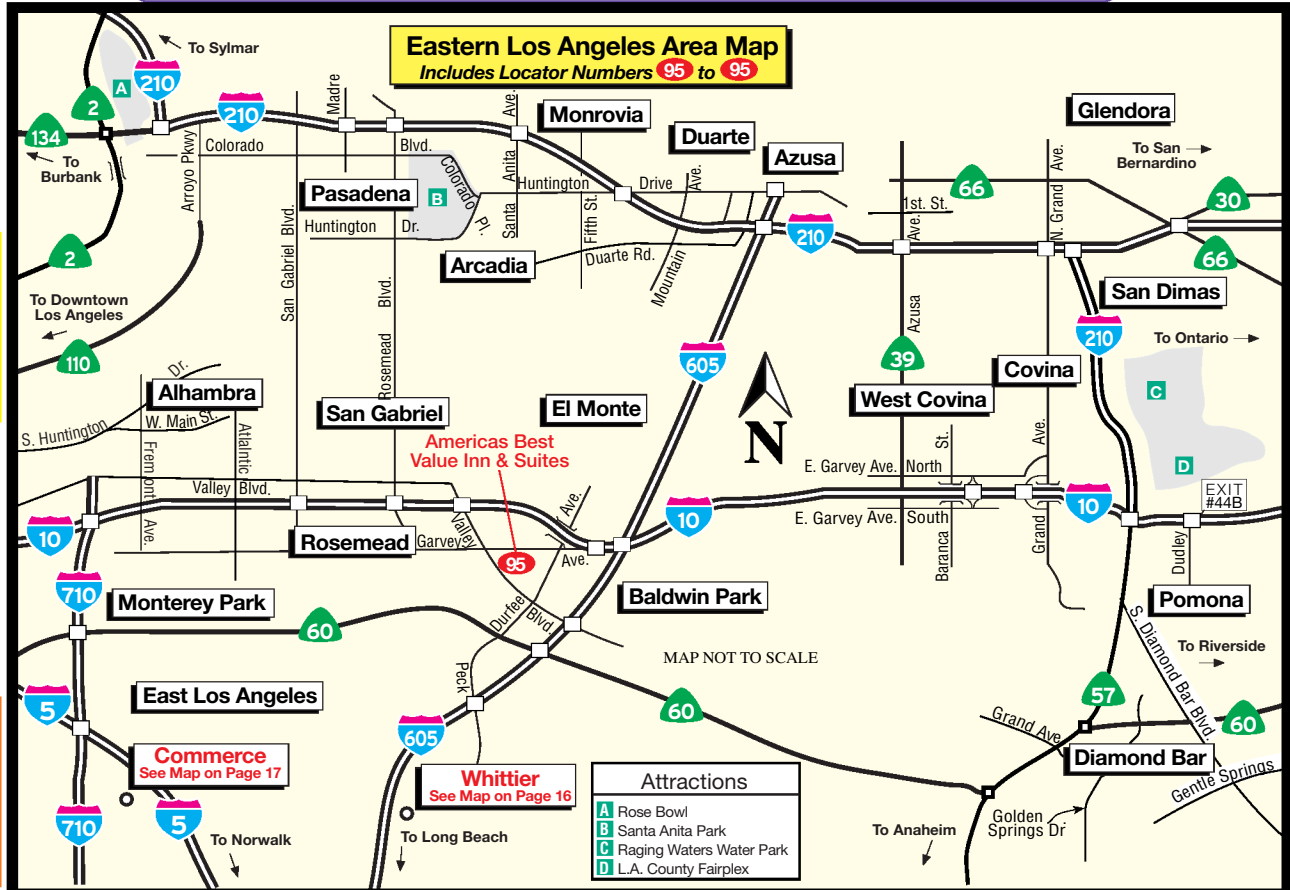 Eastern Los Angeles Area Map
Includes Locator Numbers 95 to 95
To Sylmar
A
210
2
210
134
To
Burbank
Arroyo Pkwy
Colorado
Blvd.
Madre
Pasadena
B
Colorado Pl.
Huntington
Dr.
Santa Anita Ave.
Monrovia
Duarte
Azusa
Glendora
Huntington
Drive
Fifth St.
Duarte Rd.
Mountain
Ave.
Arcadia
66
1st. St.
N. Grand Ave.
To San
Bernardino
30
210
66
2
To Downtown
Los Angeles
110
San Gabriel Blvd.
Rosemead Blvd.
605
Azusa Ave.
39
San Dimas
210
To Ontario
C
D
Covina
West Covina
Alhambra
Dr.
S. Huntington
W. Main St.
San Gabriel
El Monte
N
Fremont Ave.
Atlalntic
Valley Blvd.
Americas Best
Value Inn & Suites
Ave.
E. Garvey Ave. North
E. Garvey Ave. South
Baranca St.
Grand Ave.
EXIT
#44B
10
10
10
Rosemead
Garvey
Ave.
95
Valley
Blvd.
Durfee
Dudley
710
Monterey Park
Baldwin Park
Pomona
60
MAP NOT TO SCALE
S. Diamond Bar Blvd.
To Riverside
Peck
East Los Angeles
5
60
57
60
605
Grand Ave.
Diamond Bar
Gentle Springs
Commerce
See Map on Page 17
Whittier
See Map on Page 16
710
5
To Norwalk
To Long Beach
Attractions
A Rose Bowl
B Santa Anita Park
C Raging Waters Water Park
D L.A. County Fairplex
To Anaheim
Golden
Springs Dr